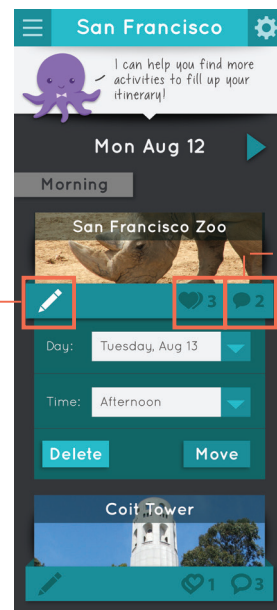 San Francisco
I can help you find more
activities to fill up your
itinerary!
Mon Aug 12
Morning
San Francisco Zoo
3
2
Day: Tuesday, Aug 13
Time: Afternoon
Delete Move
Coit Tower
1 3